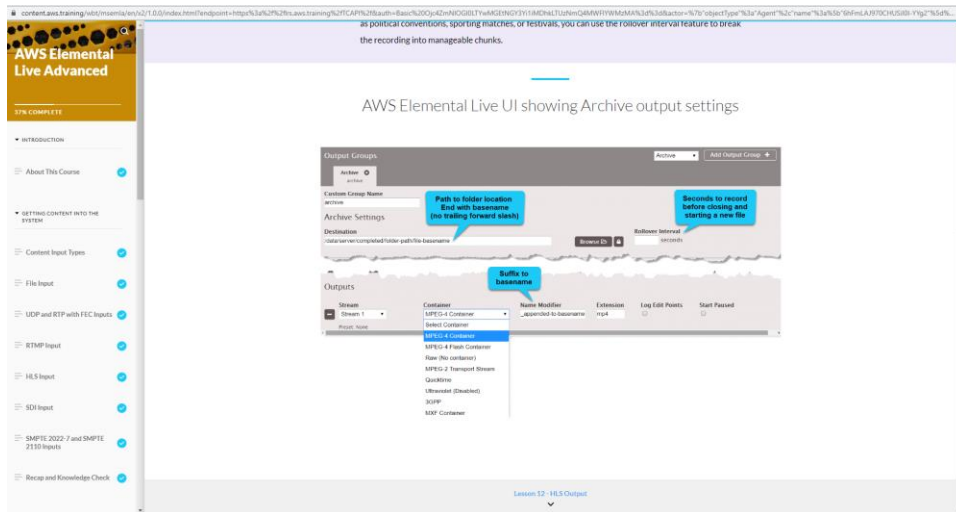 as political conventions, sporting matches, or festivals, you can use the rollover interval feature to break
the recording into manageable chunks.
AWS Elemental
Live Advanced
57% COMPLETE
INTRODUCTION
About This Course
GETTING CONTENT INTO THE
SYSTEM
Content Input Types
File Input
UDP and RTP with FEC Inputs
RTMP Input
HLS Input
SDI Input
SMPTE 2022-7 and SMPTE
2110 Inputs
Recap and Knowledge Check
AWS Elemental Live UI showing Archive output settings
Output Groups
Archive
Add Output Group +
Archive
archive
Custom Group Name
archive
Path to folder location
End with basename
(no trailing forward slash)
Seconds to record
before closing and
starting a new file
Archive Settings
Destination
Rollover Interval
/data/server/completed/folder-path/file-basename
Browse
seconds
Suffix to
basename
Outputs
Stream
Container
Name Modifier
Extension
Log Edit Points
Start Paused
Stream 1
MPEG-4 Container
_appended-to-basename
mp4
Preset: None
Select Container
MPEG-4 Container
MPEG-4 Flash Container
Raw (No container)
MPEG-2 Transport Stream
Quicktime
Ultraviolet (Disabled)
3GPP
MXF Container
Lesson 12 - HLS Output